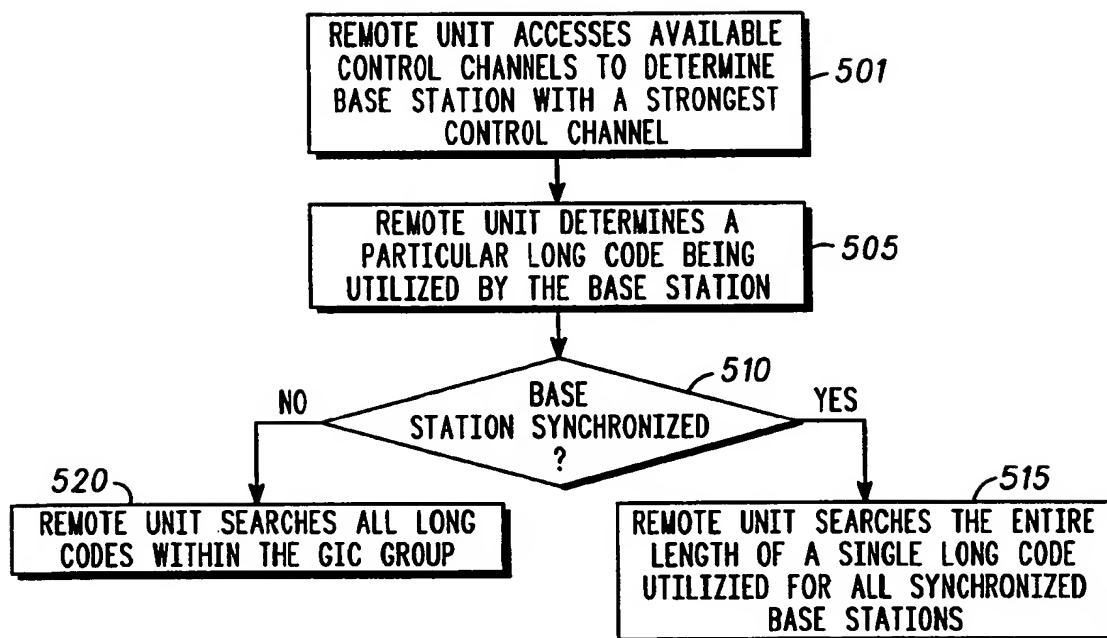 REMOTE UNIT ACCESSES AVAILABLE
CONTROL CHANNELS TO DETERMINE
BASE STATION WITH A STRONGEST
CONTROL CHANNEL
501
REMOTE UNIT DETERMINES A
PARTICULAR LONG CODE BEING
UTILIZED BY THE BASE STATION
505
510
NO
BASE
STATION SYNCHRONIZED
?
YES
520
REMOTE UNIT SEARCHES ALL LONG
CODES WITHIN THE GIC GROUP
515
REMOTE UNIT SEARCHES THE ENTIRE
LENGTH OF A SINGLE LONG CODE
UTILIZIED FOR ALL SYNCHRONIZED
BASE STATIONS